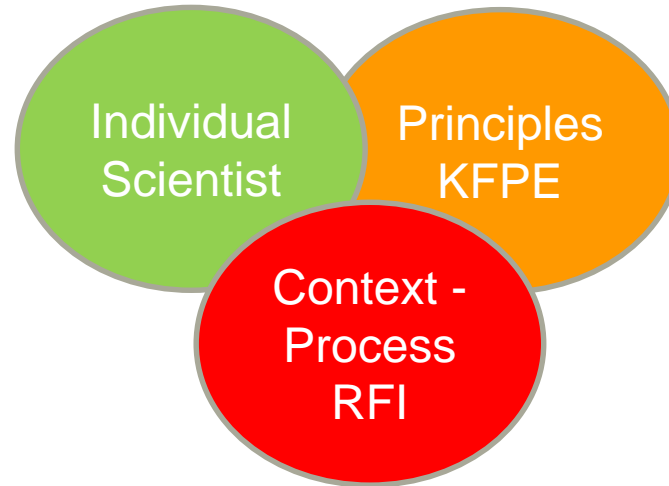 Individual
Scientist
Principles
KFPE
Context -
Process
RFI